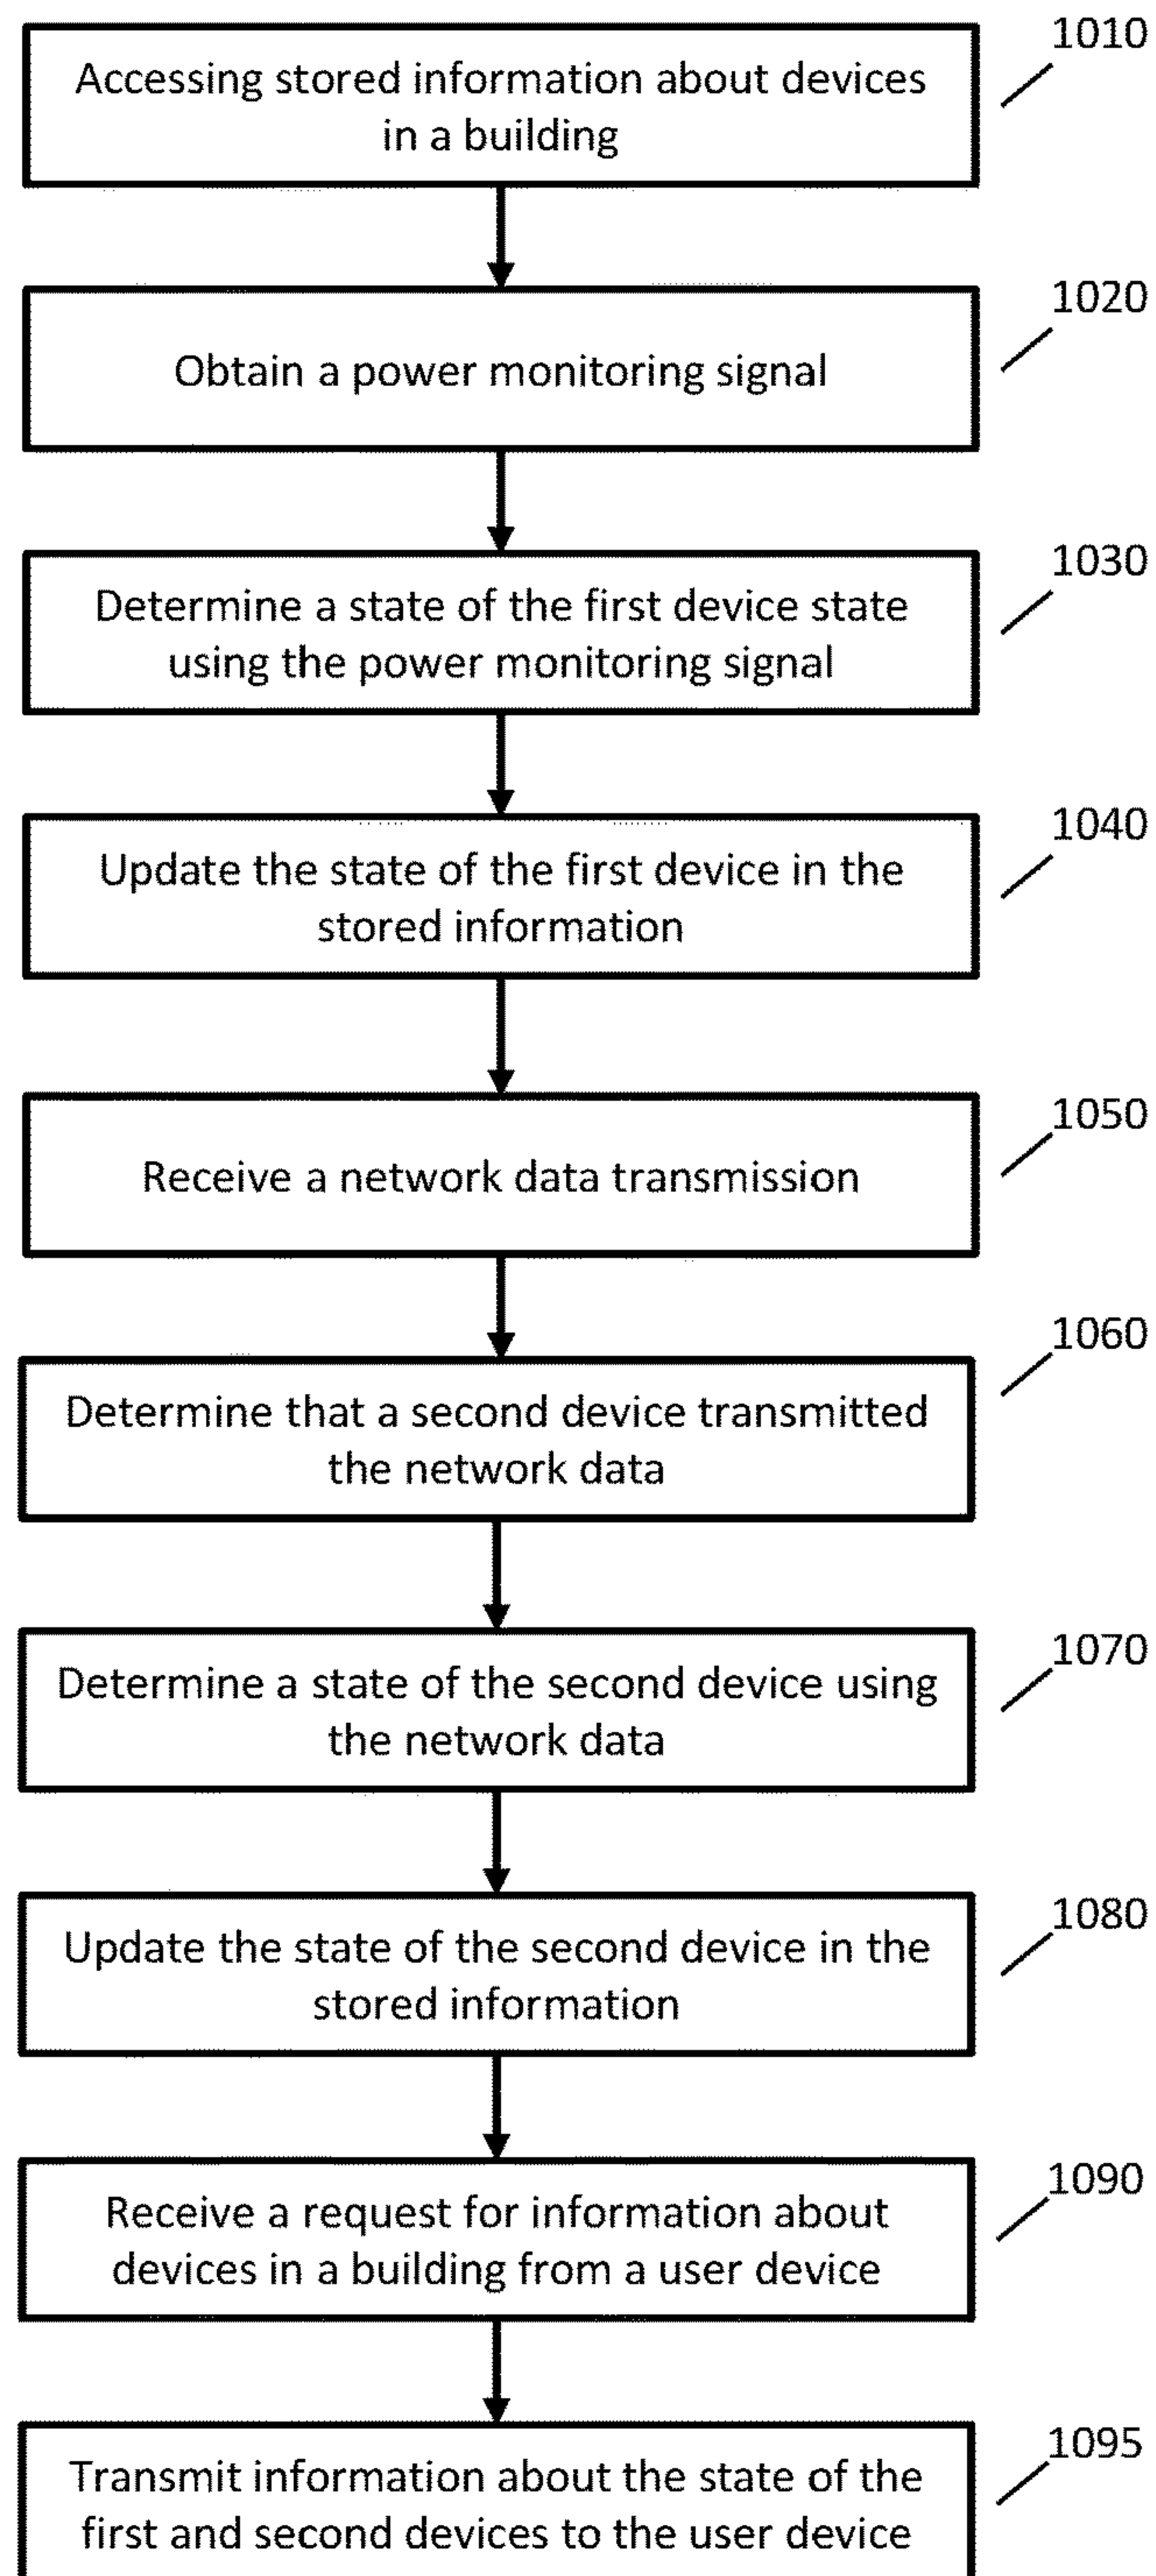 1010
Accessing stored information about devices
in a building
1020
Obtain a power monitoring signal
1030
Determine a state of the first device state
using the power monitoring signal
1040
Update the state of the first device in the
stored information
1050
Receive a network data transmission
1060
Determine that a second device transmitted
the network data
1070
Determine a state of the second device using
the network data
1080
Update the state of the second device in the
stored information
1090
Receive a request for information about
devices in a building from a user device
1095
Transmit information about the state of the
first and second devices to the user device